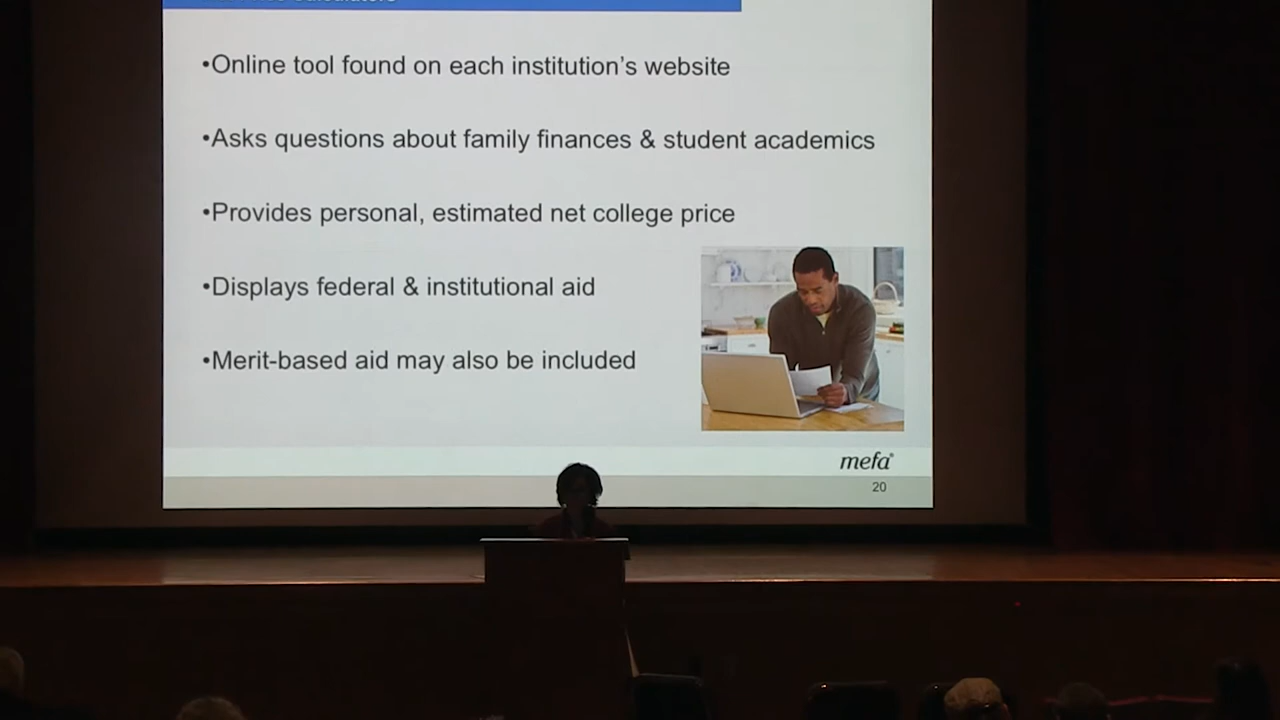 •Online tool found on each institution's website
•Asks questions about family finances & student academics
•Provides personal, estimated net college price
•Displays federal & institutional aid
•Merit-based aid may also be included
mefa®
20